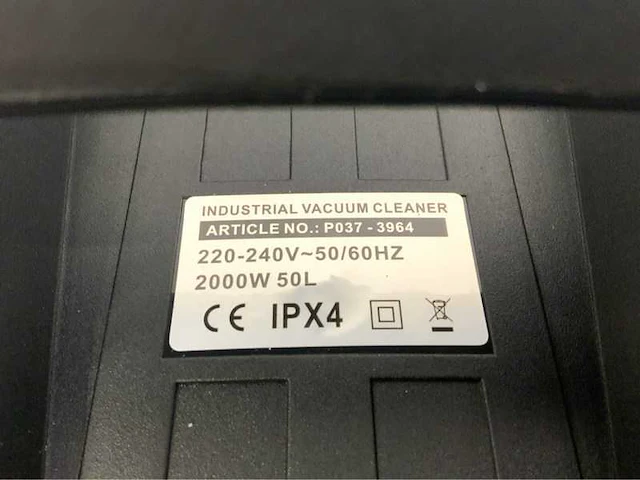 INDUSTRIAL VACUUM CLEANER
ARTICLE NO.: P037 - 3964
220-240V~50/60HZ
2000W 50L
CE IPX4